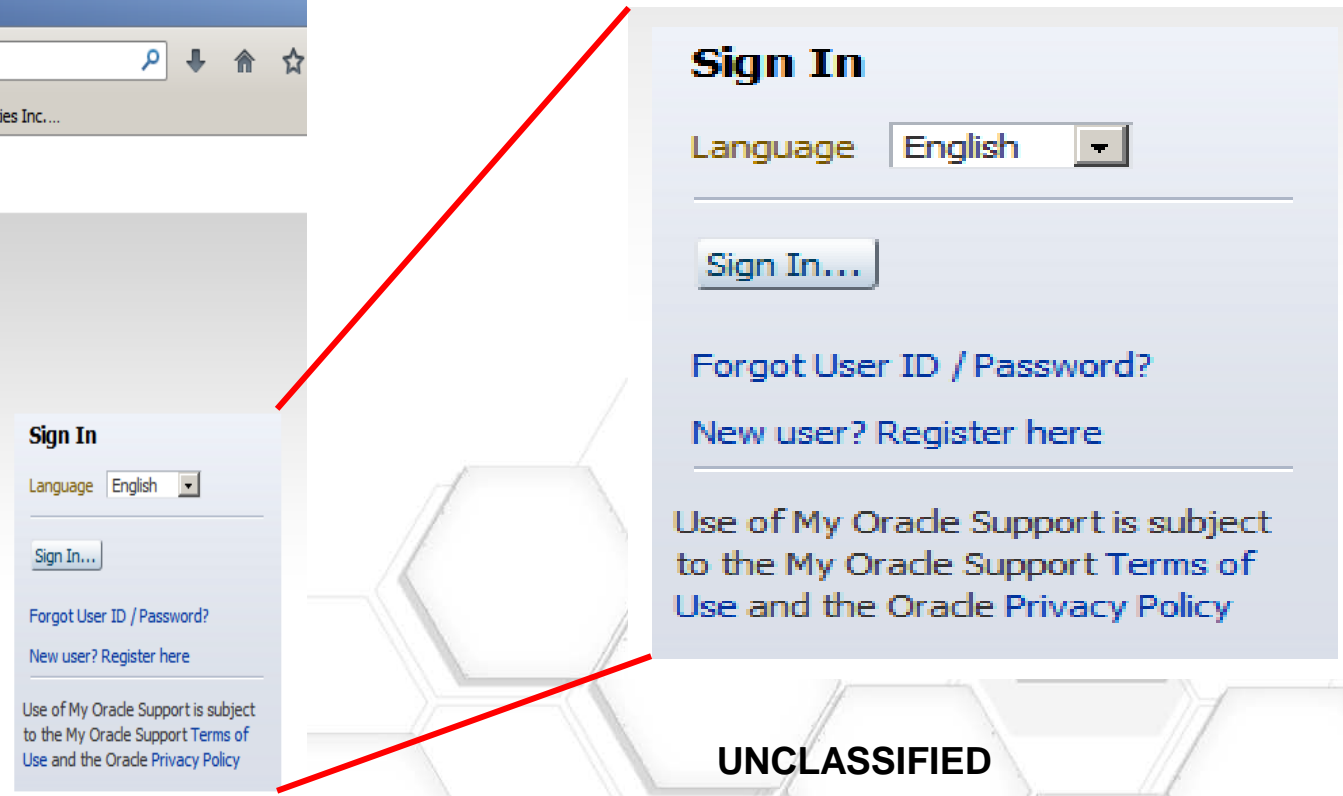 ies Inc....
Sign In
Language English
Sign In...
Forgot User ID / Password?
New user? Register here
Use of My Oracle Support is subject
to the My Oracle Support Terms of
Use and the Oracle Privacy Policy
Sign In
Language English
Sign In...
Forgot User ID / Password?
New user? Register here
Use of My Oracle Support is subject
to the My Oracle Support Terms of
Use and the Oracle Privacy Policy
UNCLASSIFIED